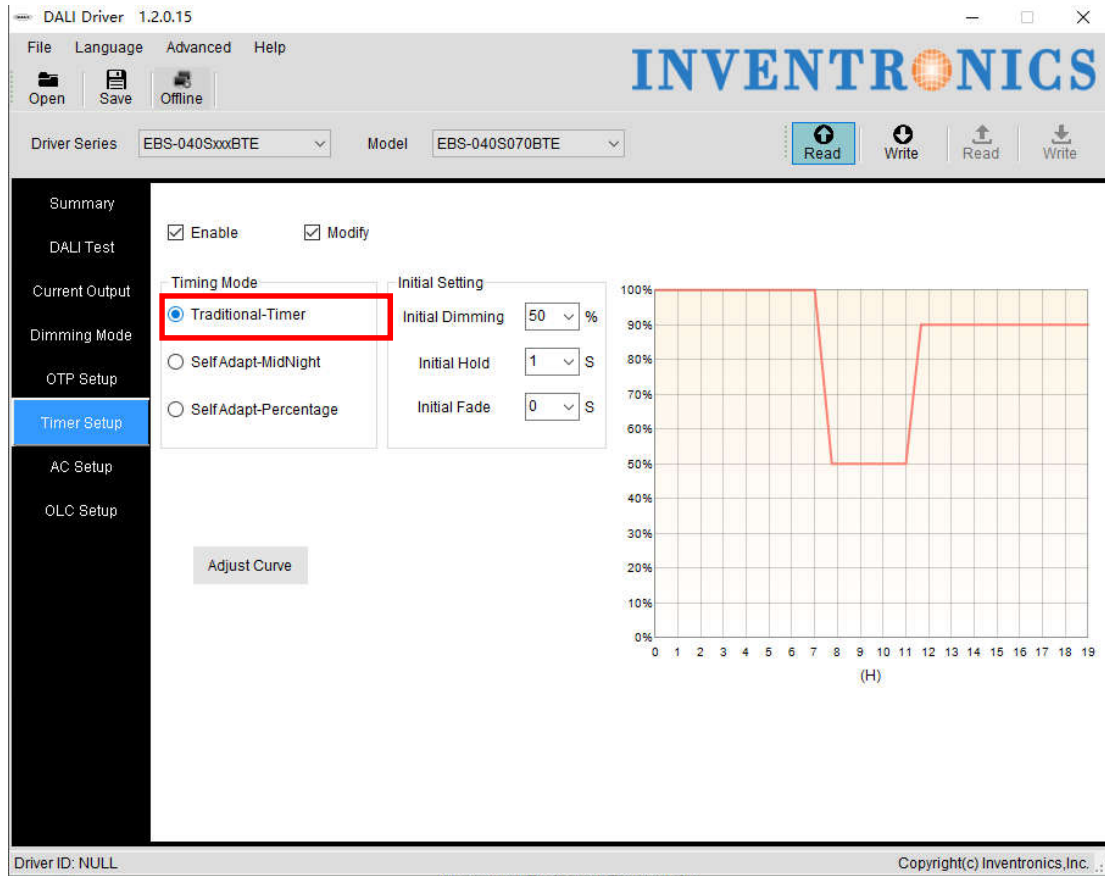 DALI Driver 1.2.0.15
File Language Advanced Help
INVENTRONICS
Open Save Offline
Driver Series EBS-040SxxxBTE Model EBS-040S070BTE Read Write Read Write
Summary
DALI Test
Current Output
Dimming Mode
OTP Setup
Timer Setup
AC Setup
OLC Setup
Enable Modify
Timing Mode
Traditional-Timer
SelfAdapt-MidNight
SelfAdapt-Percentage
Initial Setting
Initial Dimming 50 %
Initial Hold 1 S
Initial Fade 0 S
Adjust Curve
100%
90%
80%
70%
60%
50%
40%
30%
20%
10%
0%
0 1 2 3 4 5 6 7 8 9 10 11 12 13 14 15 16 17 18 19
(H)
Driver ID: NULL Copyright(c) Inventronics,Inc.